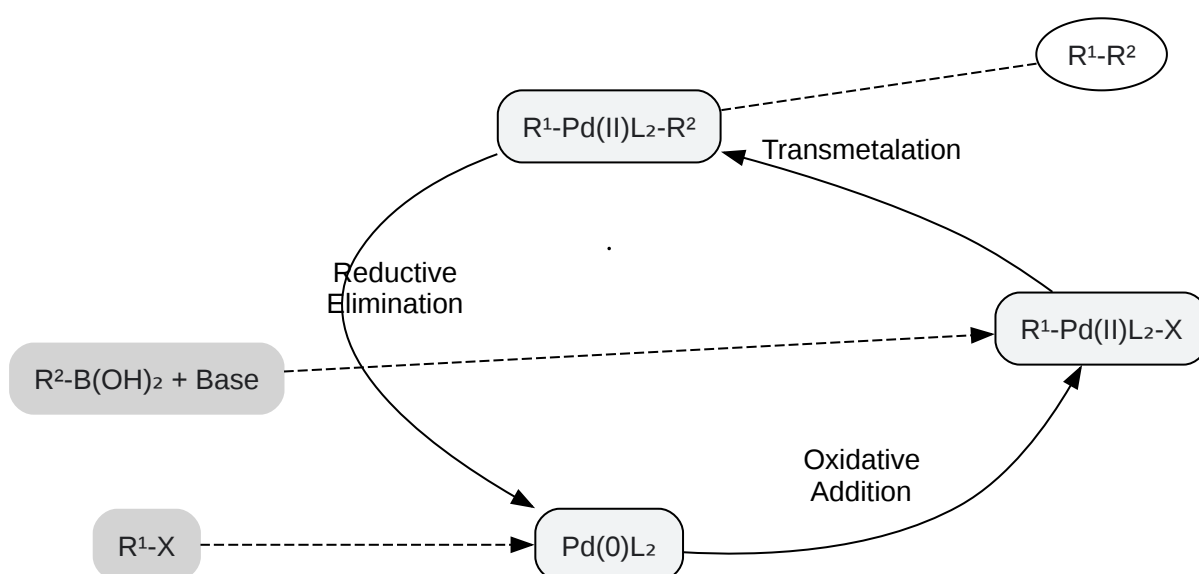 R¹-R²
R¹-Pd(II)L₂-R²
Transmetalation
Reductive
Elimination
R¹-Pd(II)L₂-X
R²-B(OH)₂ + Base
Oxidative
Addition
R¹-X
Pd(0)L₂